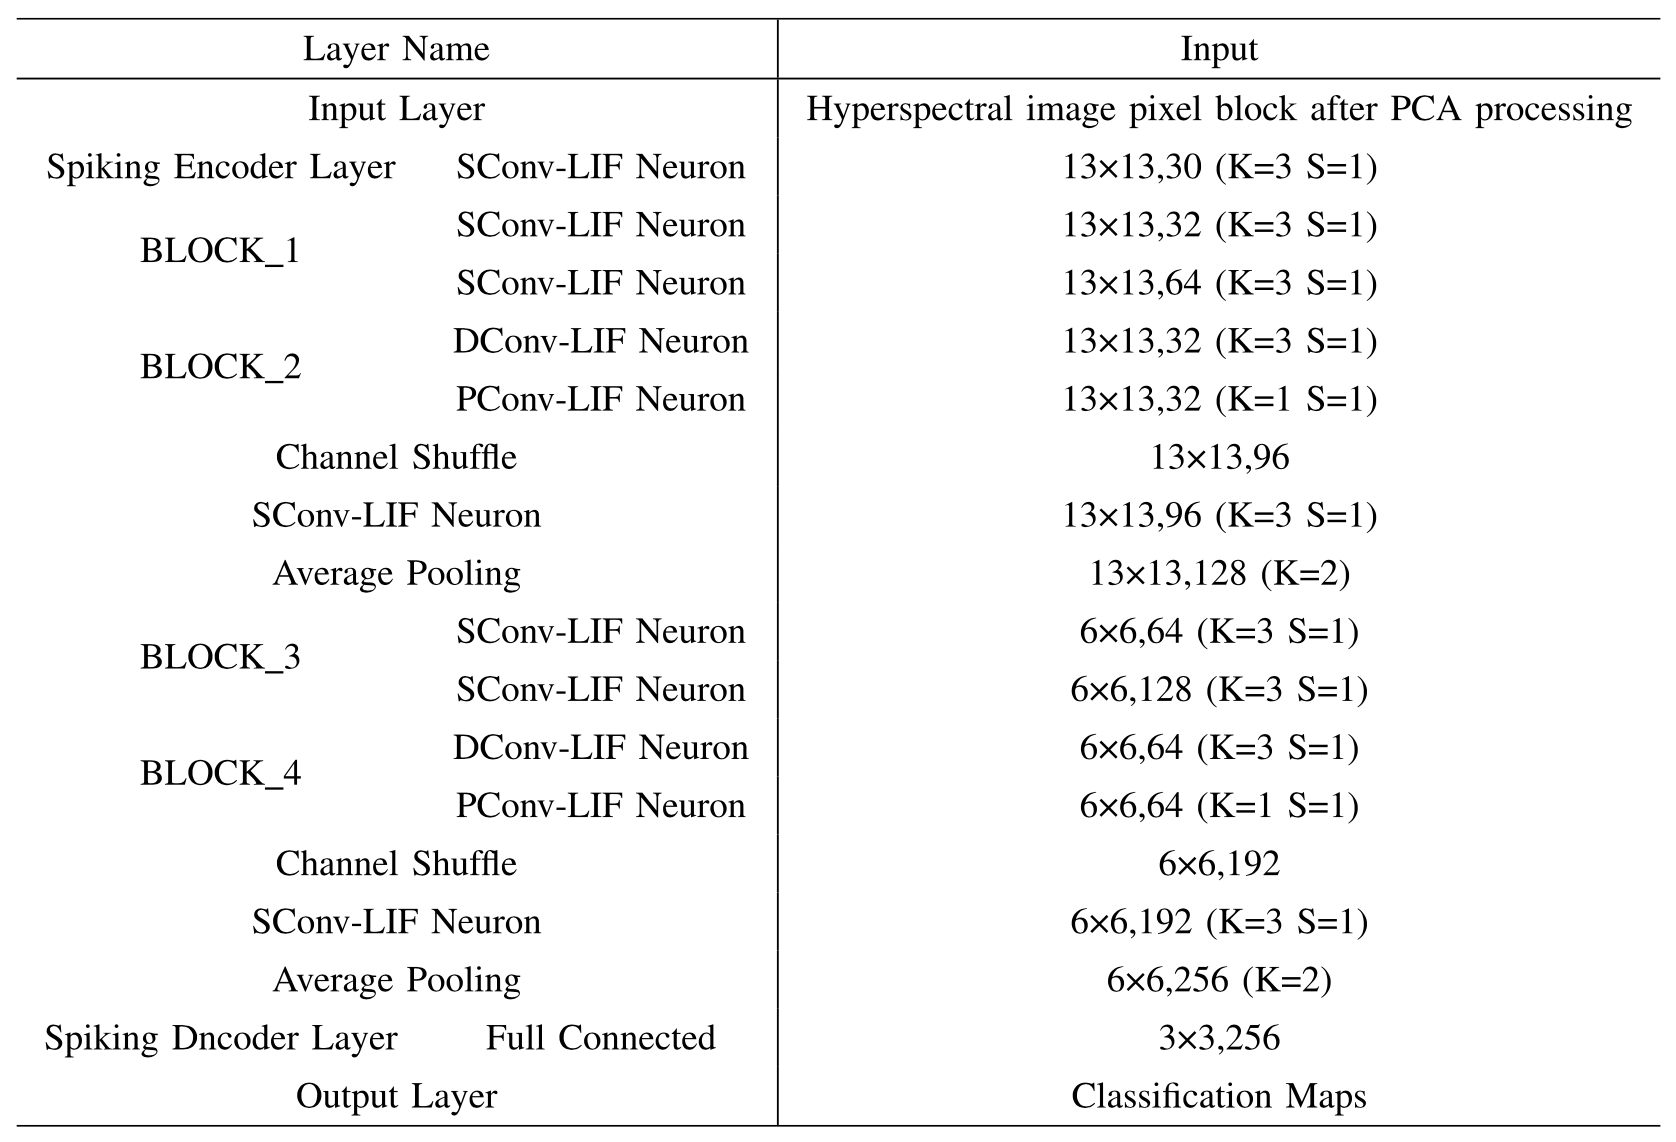 Layer Name Input
Input Layer Hyperspectral image pixel block after PCA processing
Spiking Encoder Layer SConv-LIF Neuron 13×13,30 (K=3 S=1)
BLOCK_1 SConv-LIF Neuron 13×13,32 (K=3 S=1)
SConv-LIF Neuron 13×13,64 (K=3 S=1)
BLOCK_2 DConv-LIF Neuron 13×13,32 (K=3 S=1)
PConv-LIF Neuron 13×13,32 (K=1 S=1)
Channel Shuffle 13×13,96
SConv-LIF Neuron 13×13,96 (K=3 S=1)
Average Pooling 13×13,128 (K=2)
BLOCK_3 SConv-LIF Neuron 6×6,64 (K=3 S=1)
SConv-LIF Neuron 6×6,128 (K=3 S=1)
BLOCK_4 DConv-LIF Neuron 6×6,64 (K=3 S=1)
PConv-LIF Neuron 6×6,64 (K=1 S=1)
Channel Shuffle 6×6,192
SConv-LIF Neuron 6×6,192 (K=3 S=1)
Average Pooling 6×6,256 (K=2)
Spiking Dncoder Layer Full Connected 3×3,256
Output Layer Classification Maps